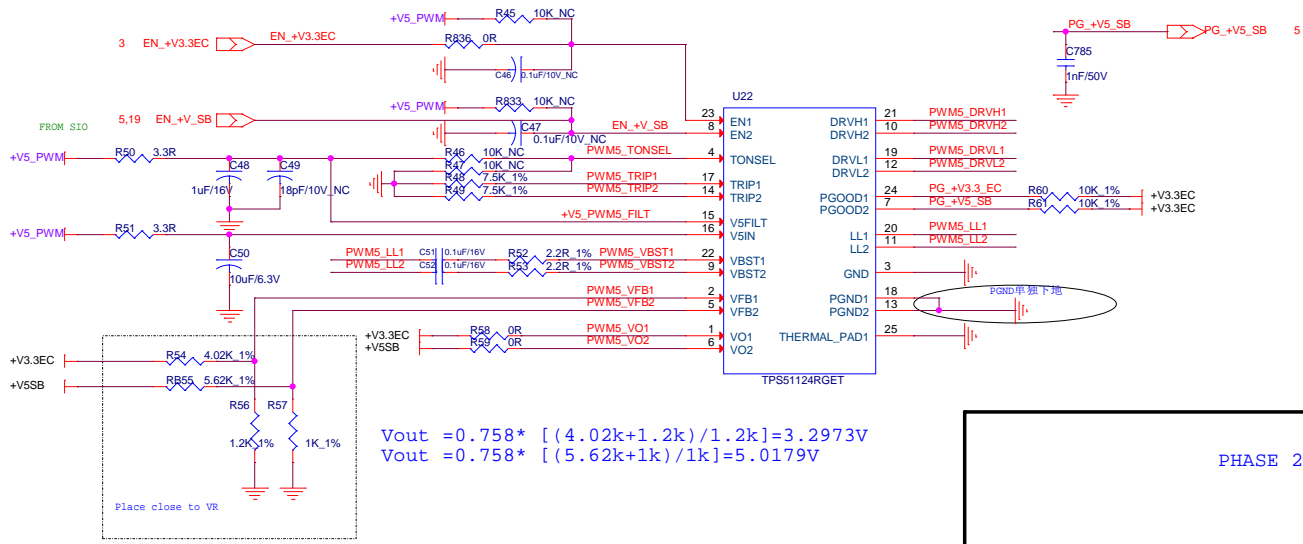 +V5_PWM R45 10K_NC
3 EN_+V3.3EC EN_+V3.3EC R836 0R
C46 0.1uF/10V_NC
PG_+V5_SB PG_+V5_SB 5
C785
1nF/50V
+V5_PWM R833 10K_NC
5,19 EN_+V_SB C47 EN_+V_SB
0.1uF/10V_NC
FROM SIO
+V5_PWM R50 3.3R
C48 C49
1uF/16V 18pF/10V_NC
R46 10K_NC PWM5_TONSEL
R47 10K_NC
R48 7.5K_1% PWM5_TRIP1
R49 7.5K_1% PWM5_TRIP2
+V5_PWM5_FILT
+V5_PWM R51 3.3R
C50
10uF/6.3V
PWM5_LL1 C51 0.1uF/16V R52 2.2R_1% PWM5_VBST1
PWM5_LL2 C52 0.1uF/16V R53 2.2R_1% PWM5_VBST2
PWM5_VFB1
PWM5_VFB2
+V3.3EC R58 0R PWM5_VO1
+V5SB R59 0R PWM5_VO2
U22
23 EN1 DRVH1 21 PWM5_DRVH1
8 EN2 DRVH2 10 PWM5_DRVH2
4 TONSEL DRVL1 19 PWM5_DRVL1
DRVL2 12 PWM5_DRVL2
17 TRIP1
14 TRIP2 PGOOD1 24 PG_+V3.3_EC R60 10K_1% +V3.3EC
PGOOD2 7 PG_+V5_SB R61 10K_1% +V3.3EC
15 V5FILT
16 V5IN LL1 20 PWM5_LL1
LL2 11 PWM5_LL2
22 VBST1
9 VBST2 GND 3
2 VFB1 PGND1 18 PGND单独下地
5 VFB2 PGND2 13
1 VO1 THERMAL_PAD1 25
6 VO2
TPS51124RGET
+V3.3EC R54 4.02K_1%
+V5SB RB55 5.62K_1%
R56 R57
1.2K_1% 1K_1%
Place close to VR
Vout =0.758* [(4.02k+1.2k)/1.2k]=3.2973V
Vout =0.758* [(5.62k+1k)/1k]=5.0179V
PHASE 2